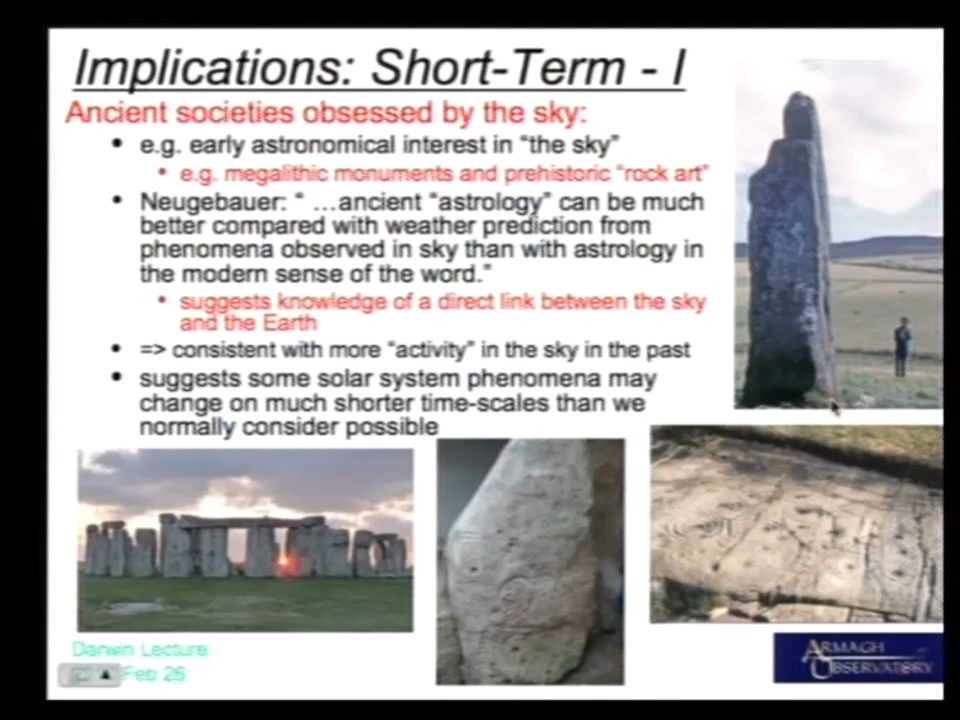 Implications: Short-Term - I
Ancient societies obsessed by the sky:
• e.g. early astronomical interest in “the sky”
• e.g. megalithic monuments and prehistoric “rock art”
• Neugebauer: “ …ancient “astrology” can be much
better compared with weather prediction from
phenomena observed in sky than with astrology in
the modern sense of the word.”
• suggests knowledge of a direct link between the sky
and the Earth
• => consistent with more “activity” in the sky in the past
• suggests some solar system phenomena may
change on much shorter time-scales than we
normally consider possible
Darwin Lecture
Feb 26
ARMAGH
OBSERVATORY